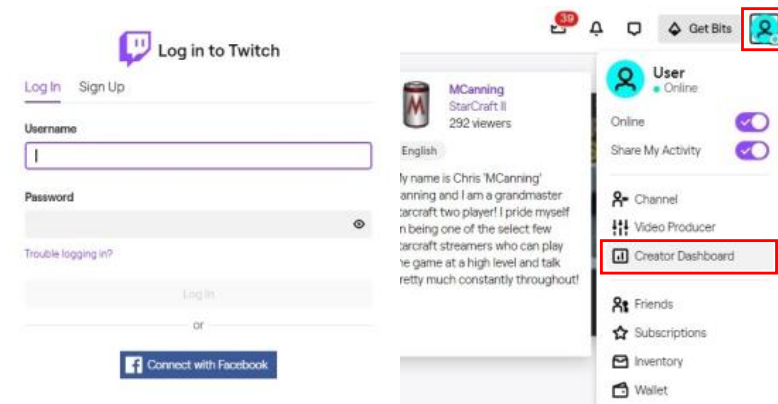 Log in to Twitch
Log In Sign Up
Username
Password
Trouble logging in?
Log In
or
Connect with Facebook
39
Get Bits
MCanning
StarCraft II
292 viewers
English
y name is Chris 'MCanning'
anning and I am a grandmaster
tarcraft two player! I pride myself
n being one of the select few
tarcraft streamers who can play
he game at a high level and talk
retty much constantly throughout!
User
Online
Online
Share My Activity
Channel
Video Producer
Creator Dashboard
Friends
Subscriptions
Inventory
Wallet